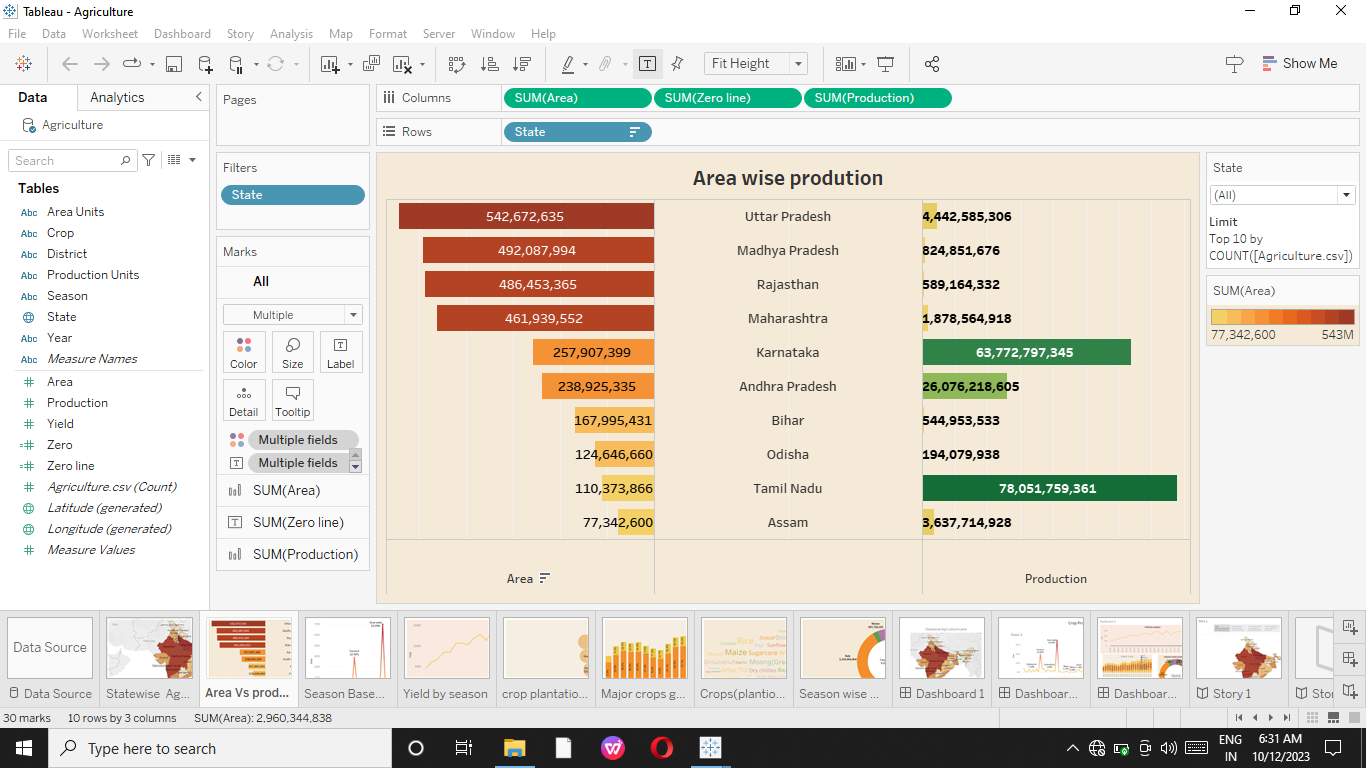 Tableau - Agriculture
File Data Worksheet Dashboard Story Analysis Map Format Server Window Help
Fit Height
Show Me
Data Analytics
Agriculture
Search
Tables
Abc Area Units
Abc Crop
Abc District
Abc Production Units
Abc Season
State
Abc Year
Abc Measure Names
Area
Production
Yield
Zero
Zero line
Agriculture.csv (Count)
Latitude (generated)
Longitude (generated)
Measure Values
Pages
Filters
State
Marks
All
Multiple
Color Size Label
Detail Tooltip
Multiple fields
Multiple fields
SUM(Area)
SUM(Zero line)
SUM(Production)
Columns SUM(Area) SUM(Zero line) SUM(Production)
Rows State
Area wise prodution
542,672,635 Uttar Pradesh 4,442,585,306
492,087,994 Madhya Pradesh 824,851,676
486,453,365 Rajasthan 589,164,332
461,939,552 Maharashtra 1,878,564,918
257,907,399 Karnataka 63,772,797,345
238,925,335 Andhra Pradesh 26,076,218,605
167,995,431 Bihar 544,953,533
124,646,660 Odisha 194,079,938
110,373,866 Tamil Nadu 78,051,759,361
77,342,600 Assam 3,637,714,928
Area Production
State
(All)
Limit
Top 10 by
COUNT([Agriculture.csv])
SUM(Area)
77,342,600 543M
Data Source
Data Source Statewise Ag... Area Vs prod... Season Base... Yield by season crop plantatio... Major crops g... Crops(plantio... Season wise ... Dashboard 1 Dashboar... Dashboar... Story 1 Stor
30 marks 10 rows by 3 columns SUM(Area): 2,960,344,838
Type here to search
ENG
IN
6:31 AM
10/12/2023